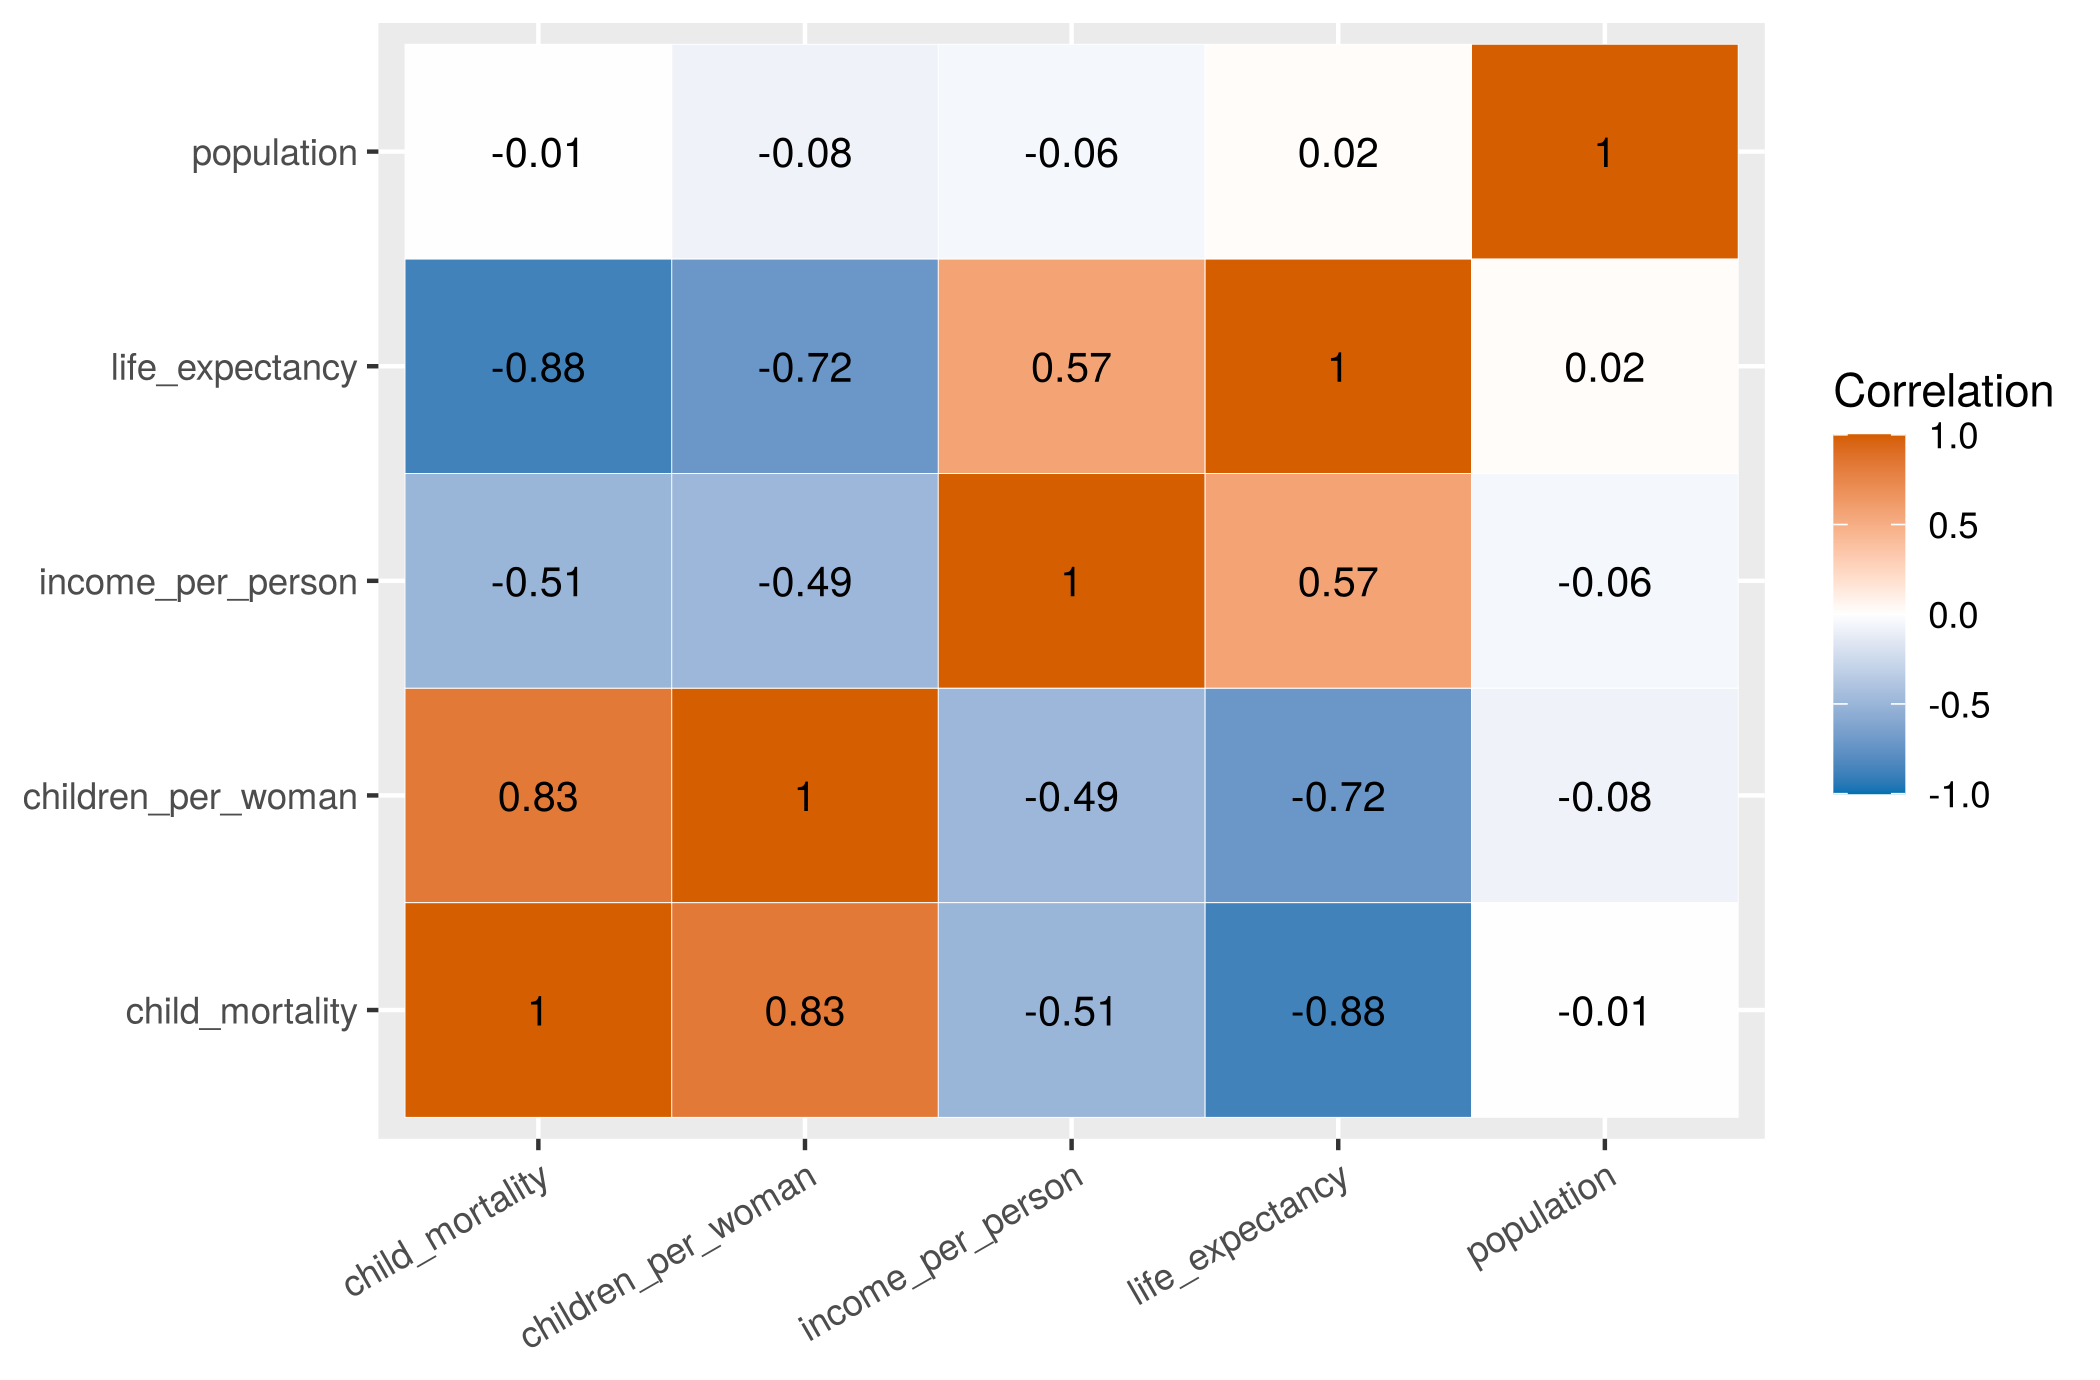 population -0.01 -0.08 -0.06 0.02 1
life_expectancy -0.88 -0.72 0.57 1 0.02
income_per_person -0.51 -0.49 1 0.57 -0.06
children_per_woman 0.83 1 -0.49 -0.72 -0.08
child_mortality 1 0.83 -0.51 -0.88 -0.01
child_mortality
children_per_woman
income_per_person
life_expectancy
population
Correlation
1.0
0.5
0.0
-0.5
-1.0